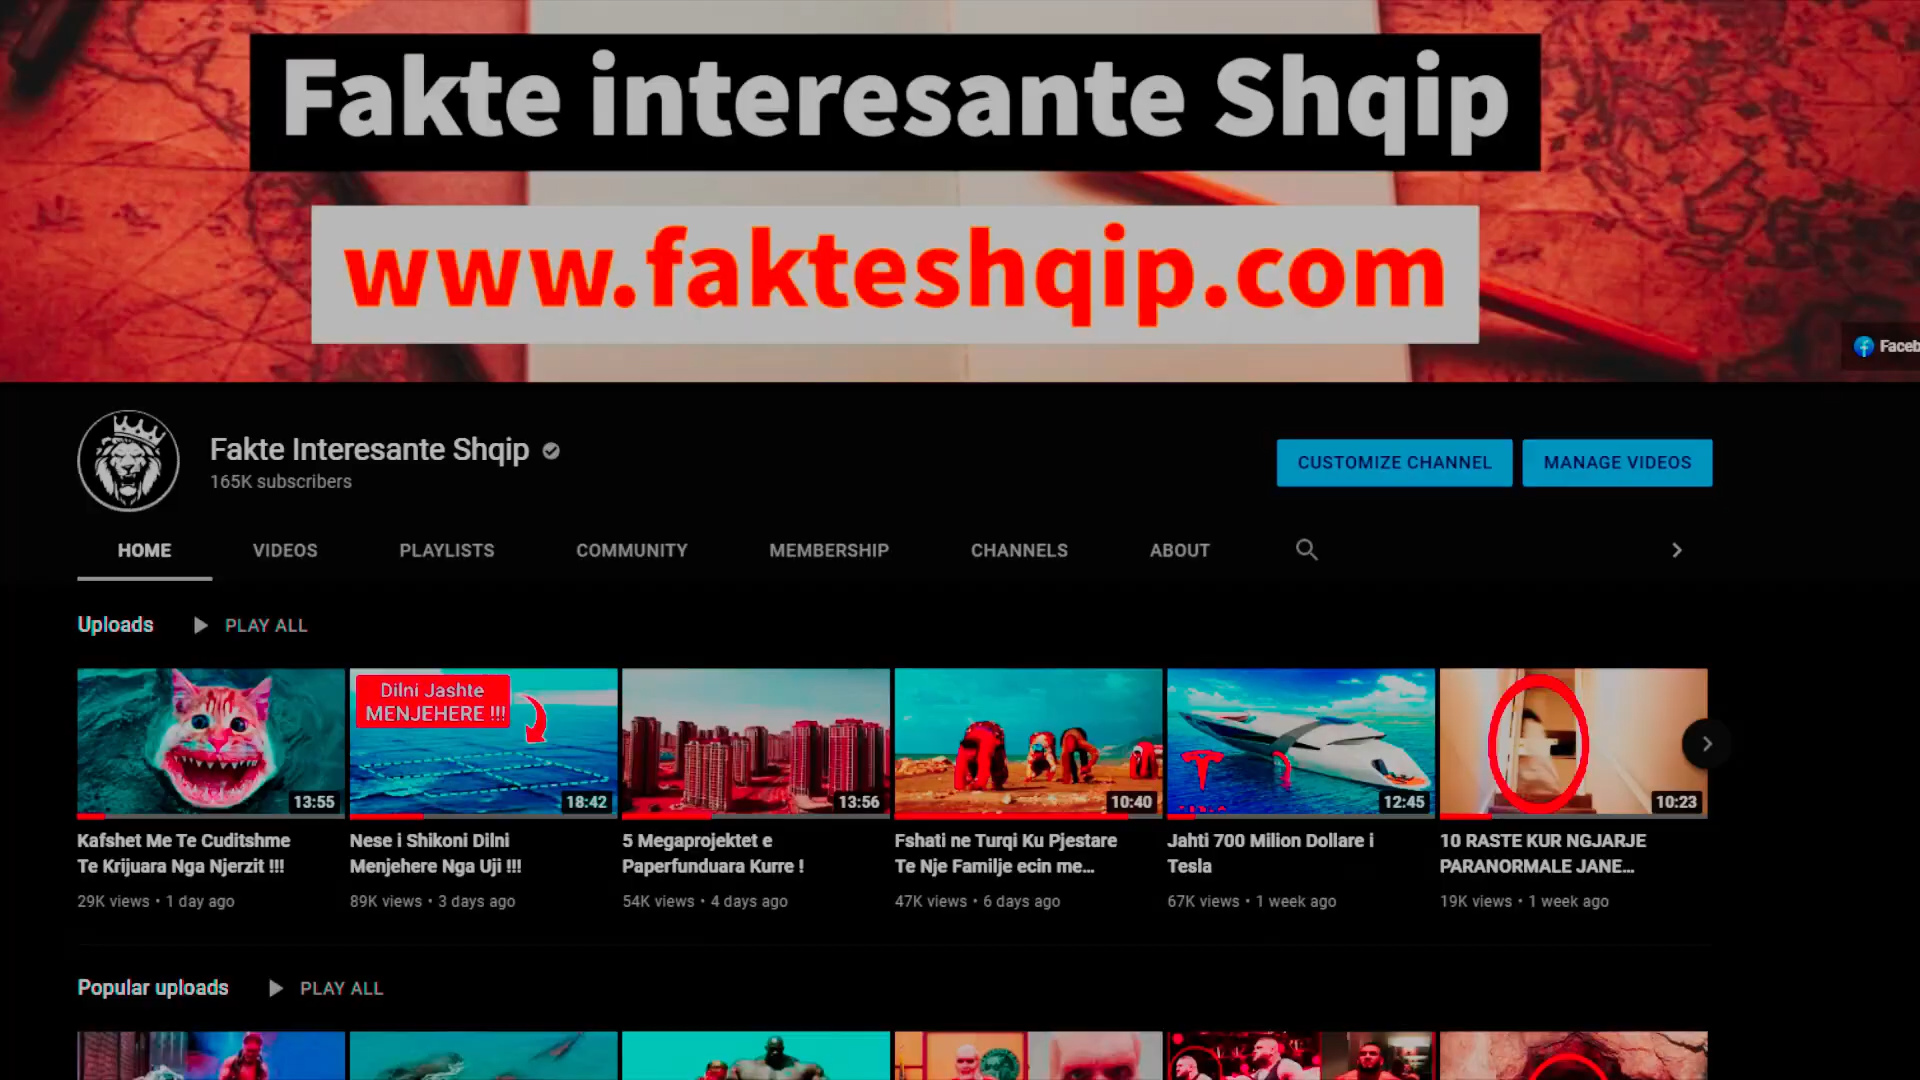 Fakte interesante Shqip
www.fakteshqip.com
Faceb
Fakte Interesante Shqip
165K subscribers
CUSTOMIZE CHANNEL
MANAGE VIDEOS
HOME
VIDEOS
PLAYLISTS
COMMUNITY
MEMBERSHIP
CHANNELS
ABOUT
Uploads
PLAY ALL
13:55
Dilni Jashte
MENJEHERE !!!
18:42
13:56
10:40
12:45
10:23
Kafshet Me Te Cuditshme
Te Krijuara Nga Njerzit !!!
29K views • 1 day ago
Nese i Shikoni Dilni
Menjehere Nga Uji !!!
89K views • 3 days ago
5 Megaprojektet e
Paperfunduara Kurre !
54K views • 4 days ago
Fshati ne Turqi Ku Pjestare
Te Nje Familje ecin me...
47K views • 6 days ago
Jahti 700 Milion Dollare i
Tesla
67K views • 1 week ago
10 RASTE KUR NGJARJE
PARANORMALE JANE...
19K views • 1 week ago
Popular uploads
PLAY ALL